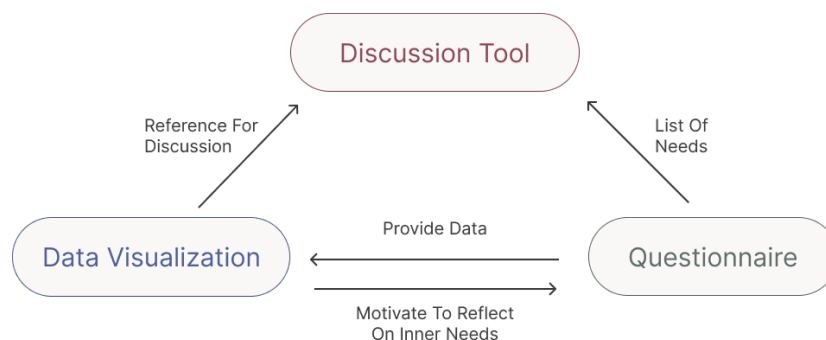 Discussion Tool
Reference For
Discussion
List Of
Needs
Provide Data
Data Visualization
Questionnaire
Motivate To Reflect
On Inner Needs